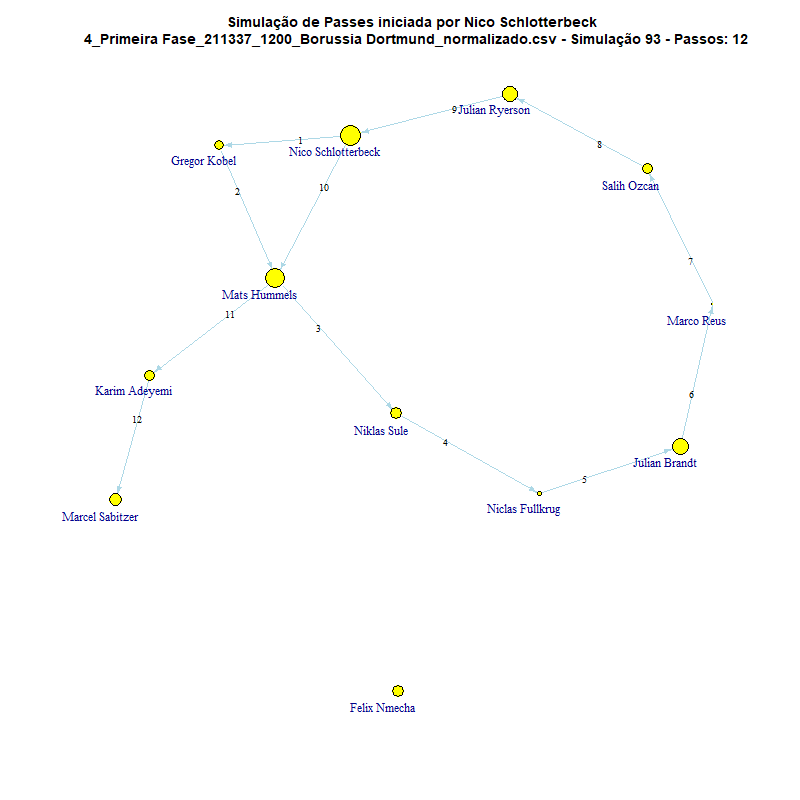 Simulação de Passes iniciada por Nico Schlotterbeck
4_Primeira Fase_211337_1200_Borussia Dortmund_normalizado.csv - Simulação 93 - Passos: 12
9
Julian Ryerson
1
Nico Schlotterbeck
8
Gregor Kobel
2
10
Salih Ozcan
7
Mats Hummels
11
3
Marco Reus
Karim Adeyemi
6
12
Niklas Sule
4
Julian Brandt
5
Marcel Sabitzer
Niclas Fullkrug
Felix Nmecha